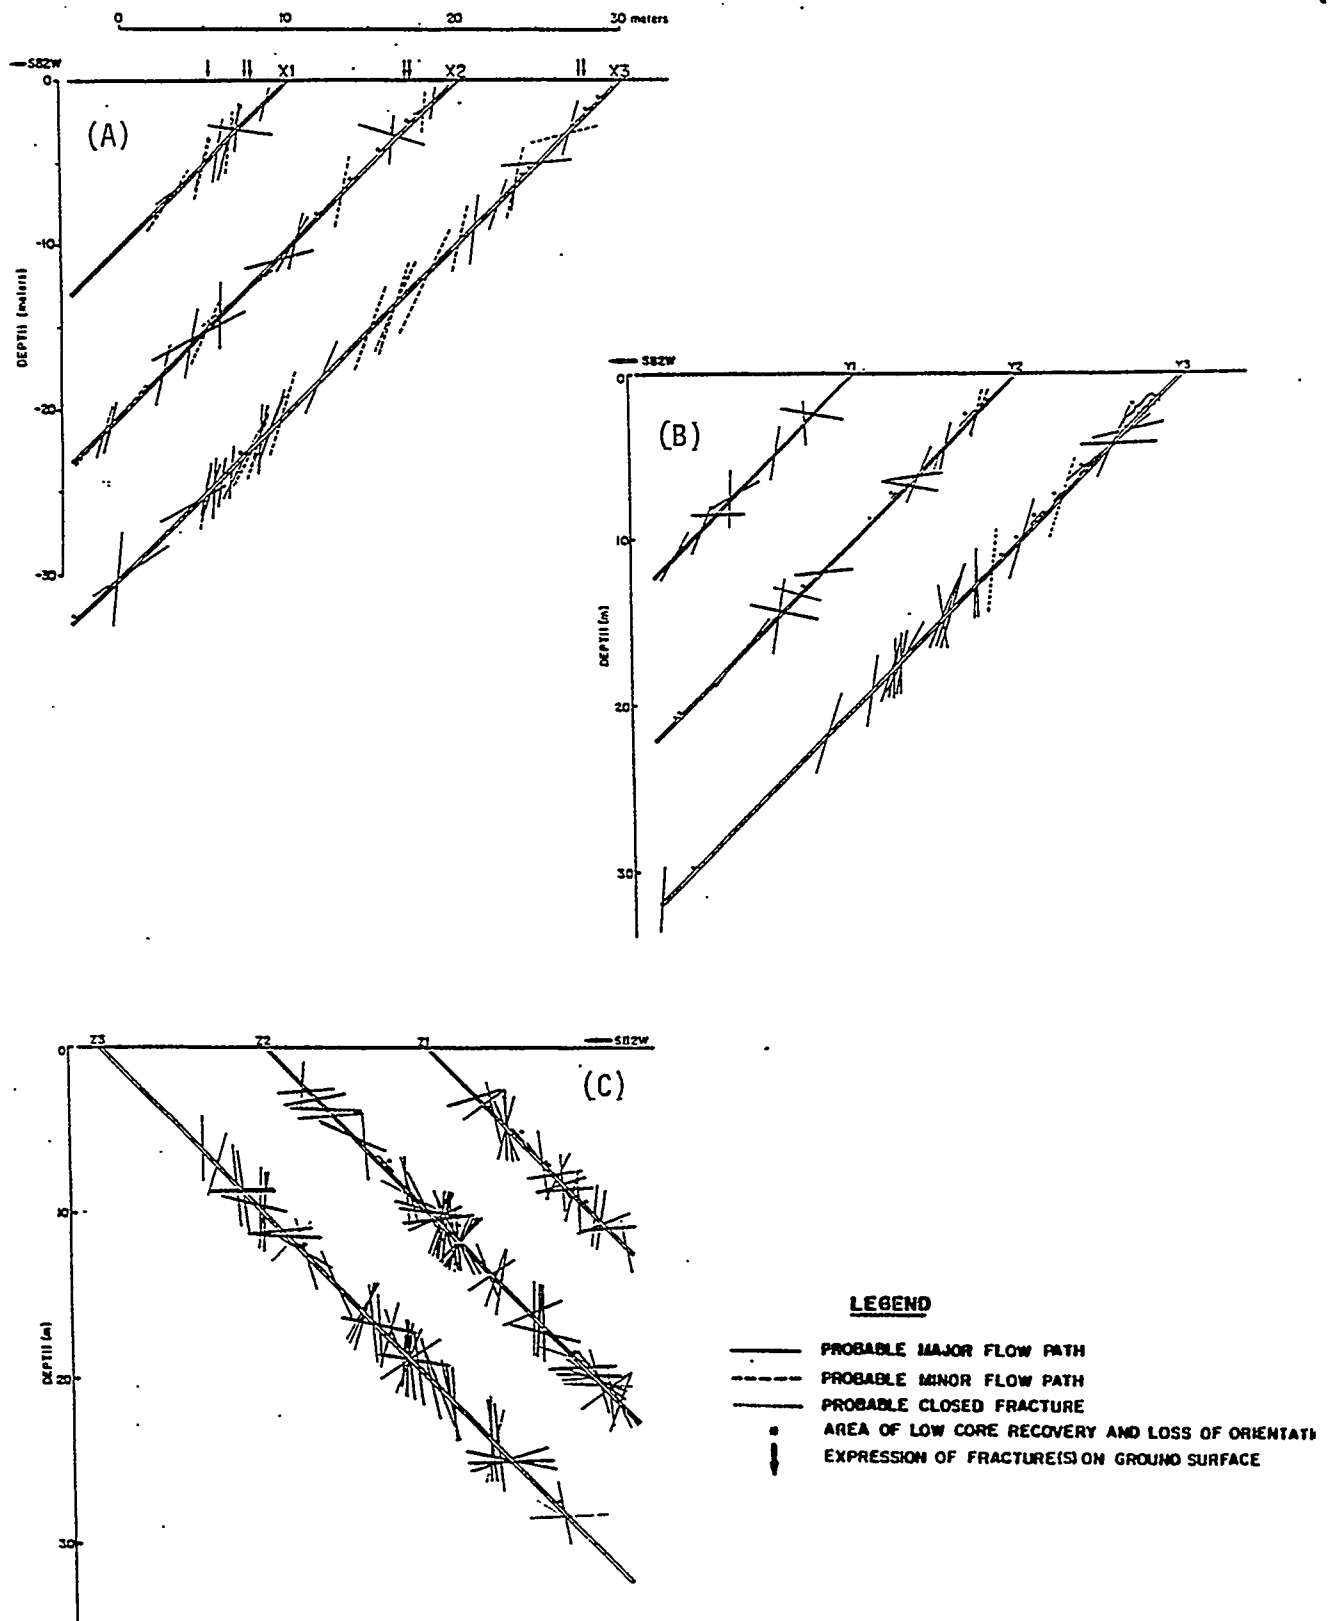 0 10 20 30 meters
S82W
X1 X2 X3
0
(A)
-10
DEPTH (meters)
-20
-30
S82W
Y1 Y2 Y3
0
(B)
10
DEPTH (m)
20
30
Z3 Z2 Z1 S82W
0
(C)
10
DEPTH (m)
20
30
LEGEND
PROBABLE MAJOR FLOW PATH
PROBABLE MINOR FLOW PATH
PROBABLE CLOSED FRACTURE
AREA OF LOW CORE RECOVERY AND LOSS OF ORIENTATI
EXPRESSION OF FRACTURE(S) ON GROUND SURFACE